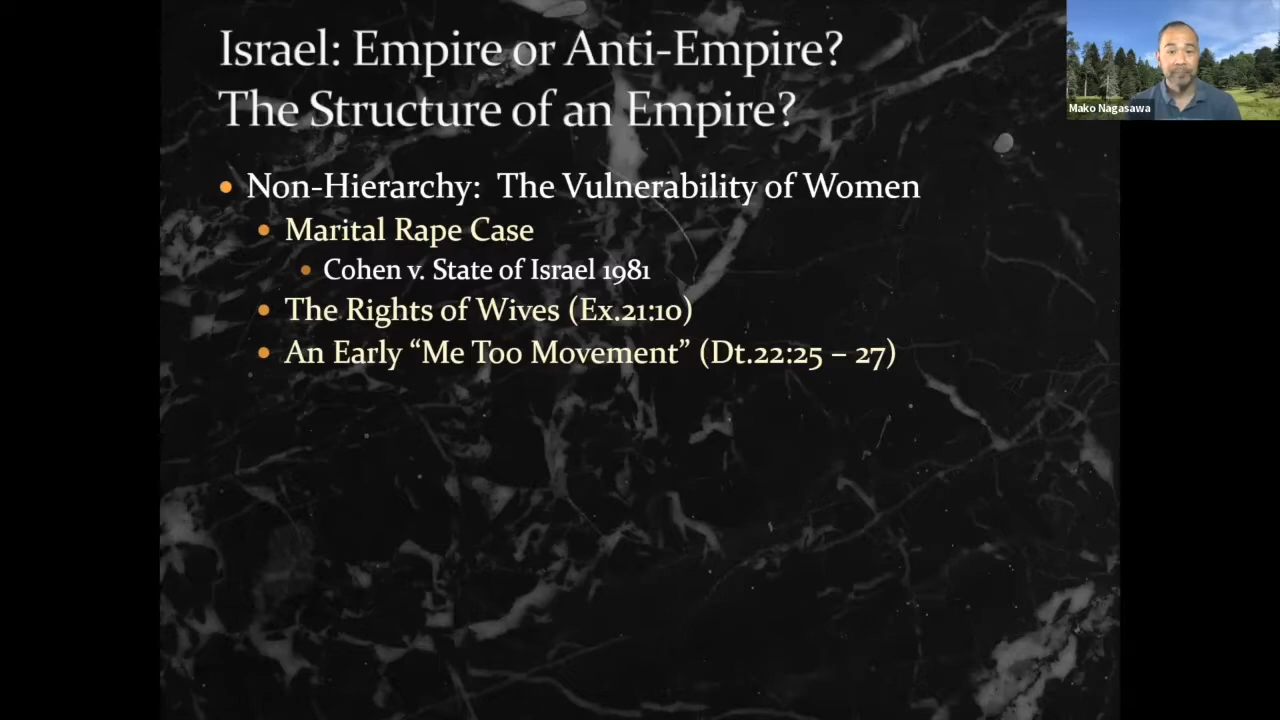 Israel: Empire or Anti-Empire?
The Structure of an Empire?
Mako Nagasawa
• Non-Hierarchy: The Vulnerability of Women
• Marital Rape Case
• Cohen v. State of Israel 1981
• The Rights of Wives (Ex.21:10)
• An Early “Me Too Movement” (Dt.22:25 – 27)